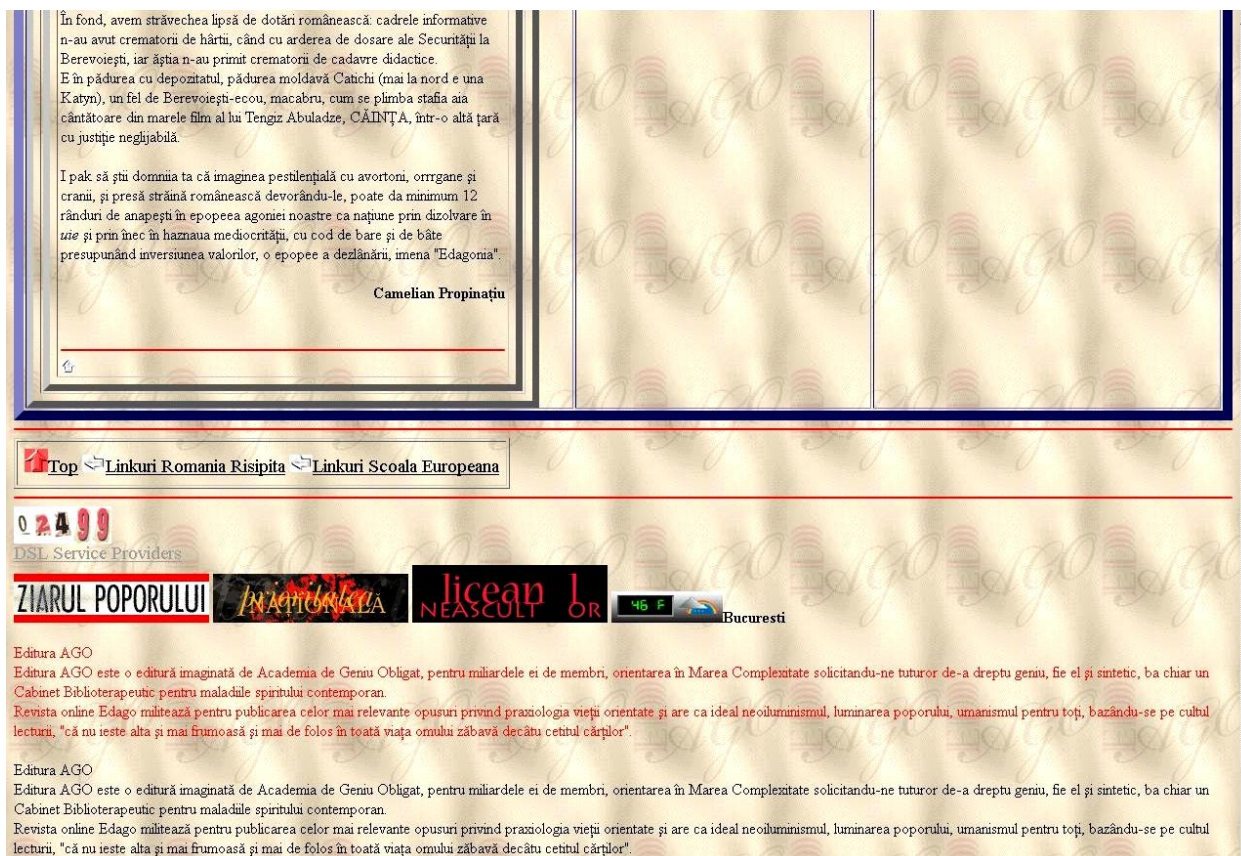 În fond, avem străvechea lipsă de dotări românească: cadrele informative
n-au avut crematorii de hârtii, când cu arderea de dosare ale Securităţii la
Berevoieşti, iar ăştia n-au primit crematorii de cadavre didactice.
E în pădurea cu depozitatul, pădurea moldavă Catichi (mai la nord e una
Katyn), un fel de Berevoieşti-ecou, macabru, cum se plimba stafia aia
cântătoare din marele film al lui Tengiz Abuladze, CĂINŢA, într-o altă ţară
cu justiţie neglijabilă.
I pak să ştii domniia ta că imaginea pestilenţială cu avortoni, orrrgane şi
cranii, şi presă străină românească devorându-le, poate da minimum 12
rânduri de anapeşti în epopeea agoniei noastre ca naţiune prin dizolvare în
uie şi prin înec în haznaua mediocrităţii, cu cod de bare şi de bâte
presupunând inversiunea valorilor, o epopee a dezlânării, imena "Edagonia".
Camelian Propinaţiu
Top Linkuri Romania Risipita Linkuri Scoala Europeana
02499
DSL Service Providers
ZIARUL POPORULUI NAŢIONALĂ licean NEASCULT OR 46 F Bucuresti
Editura AGO
Editura AGO este o editură imaginată de Academia de Geniu Obligat, pentru miliardele ei de membri, orientarea în Marea Complexitate solicitandu-ne tuturor de-a dreptu geniu, fie el şi sintetic, ba chiar un
Cabinet Biblioterapeutic pentru maladiile spiritului contemporan.
Revista online Edago militează pentru publicarea celor mai relevante opusuri privind praxiologia vieţii orientate şi are ca ideal neoiluminismul, luminarea poporului, umanismul pentru toţi, bazându-se pe cultul
lecturii, "că nu ieste alta şi mai frumoasă şi mai de folos în toată viaţa omului zăbavă decâtu cetitul cărţilor".
Editura AGO
Editura AGO este o editură imaginată de Academia de Geniu Obligat, pentru miliardele ei de membri, orientarea în Marea Complexitate solicitandu-ne tuturor de-a dreptu geniu, fie el şi sintetic, ba chiar un
Cabinet Biblioterapeutic pentru maladiile spiritului contemporan.
Revista online Edago militează pentru publicarea celor mai relevante opusuri privind praxiologia vieţii orientate şi are ca ideal neoiluminismul, luminarea poporului, umanismul pentru toţi, bazându-se pe cultul
lecturii, "că nu ieste alta şi mai frumoasă şi mai de folos în toată viaţa omului zăbavă decâtu cetitul cărţilor".